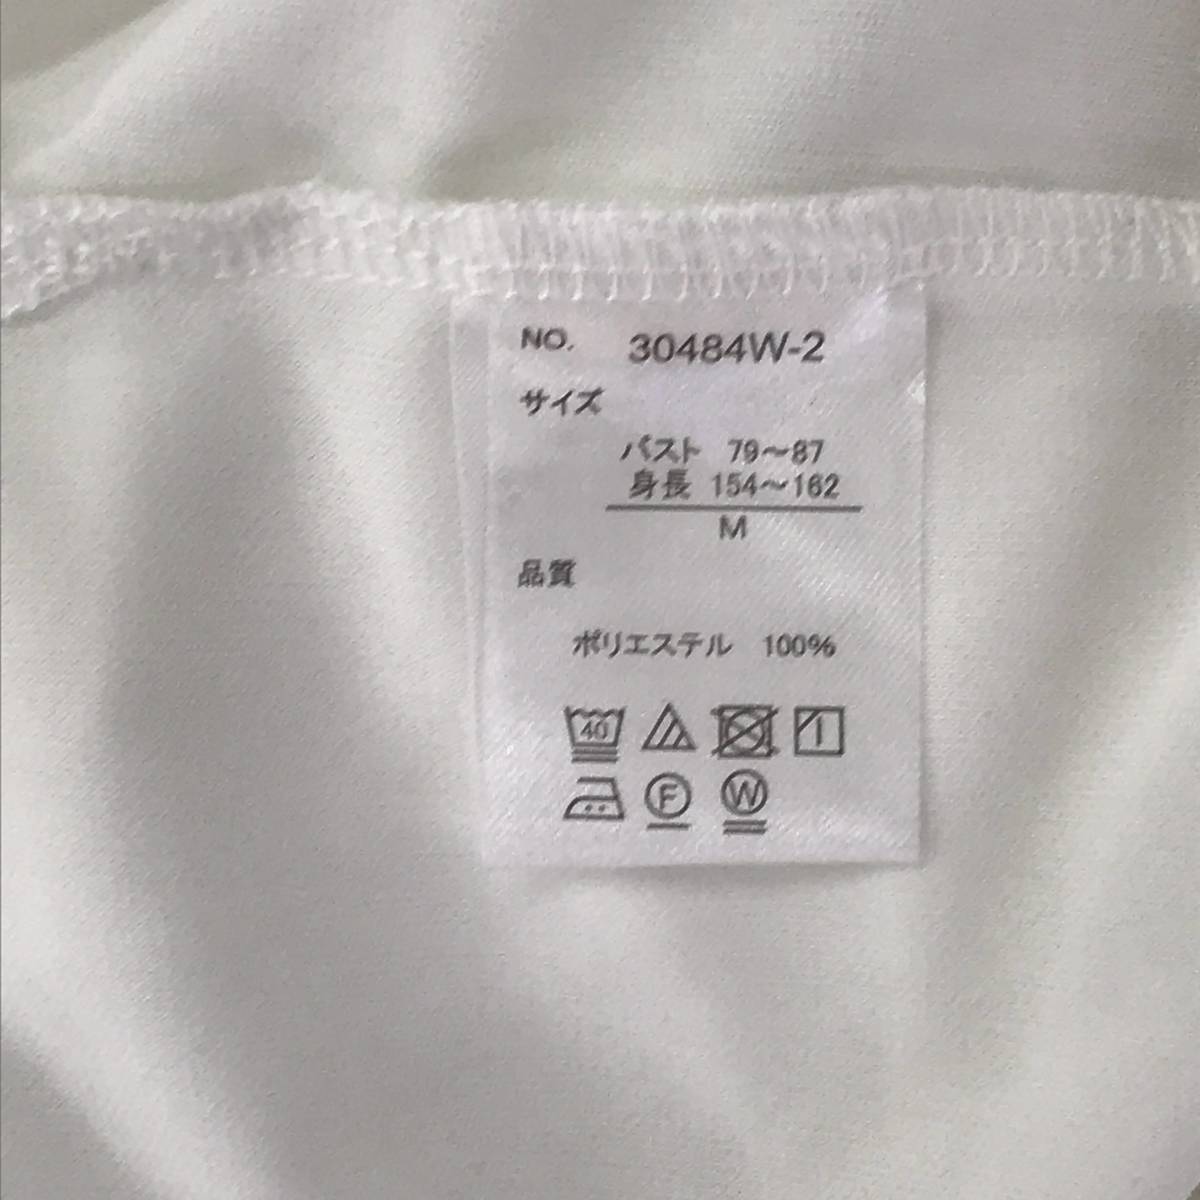 NO. 30484W-2
サイズ
バスト 79〜87
身長 154〜162
M
品質
ポリエステル 100%
40
F
W